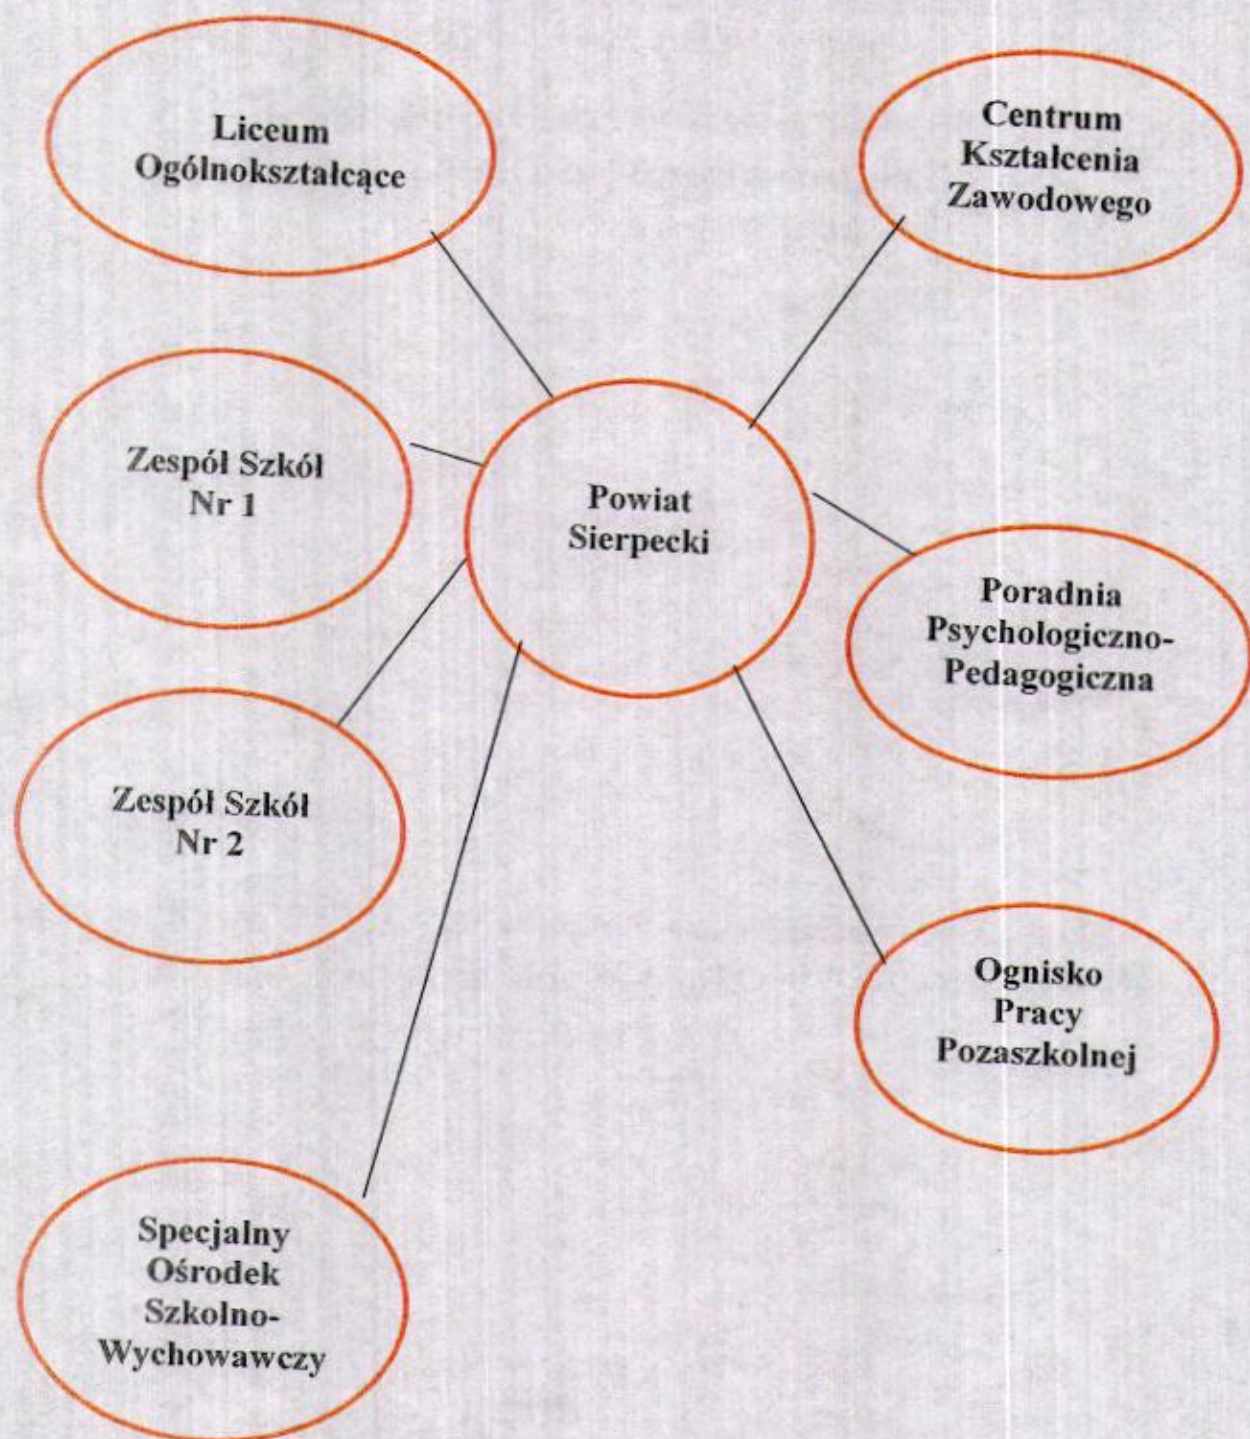 Liceum
Ogólnokształcące
Centrum
Kształcenia
Zawodowego
Zespół Szkół
Nr 1
Powiat
Sierpecki
Poradnia
Psychologiczno-
Pedagogiczna
Zespół Szkół
Nr 2
Ognisko
Pracy
Pozaszkolnej
Specjalny
Ośrodek
Szkolno-
Wychowawczy